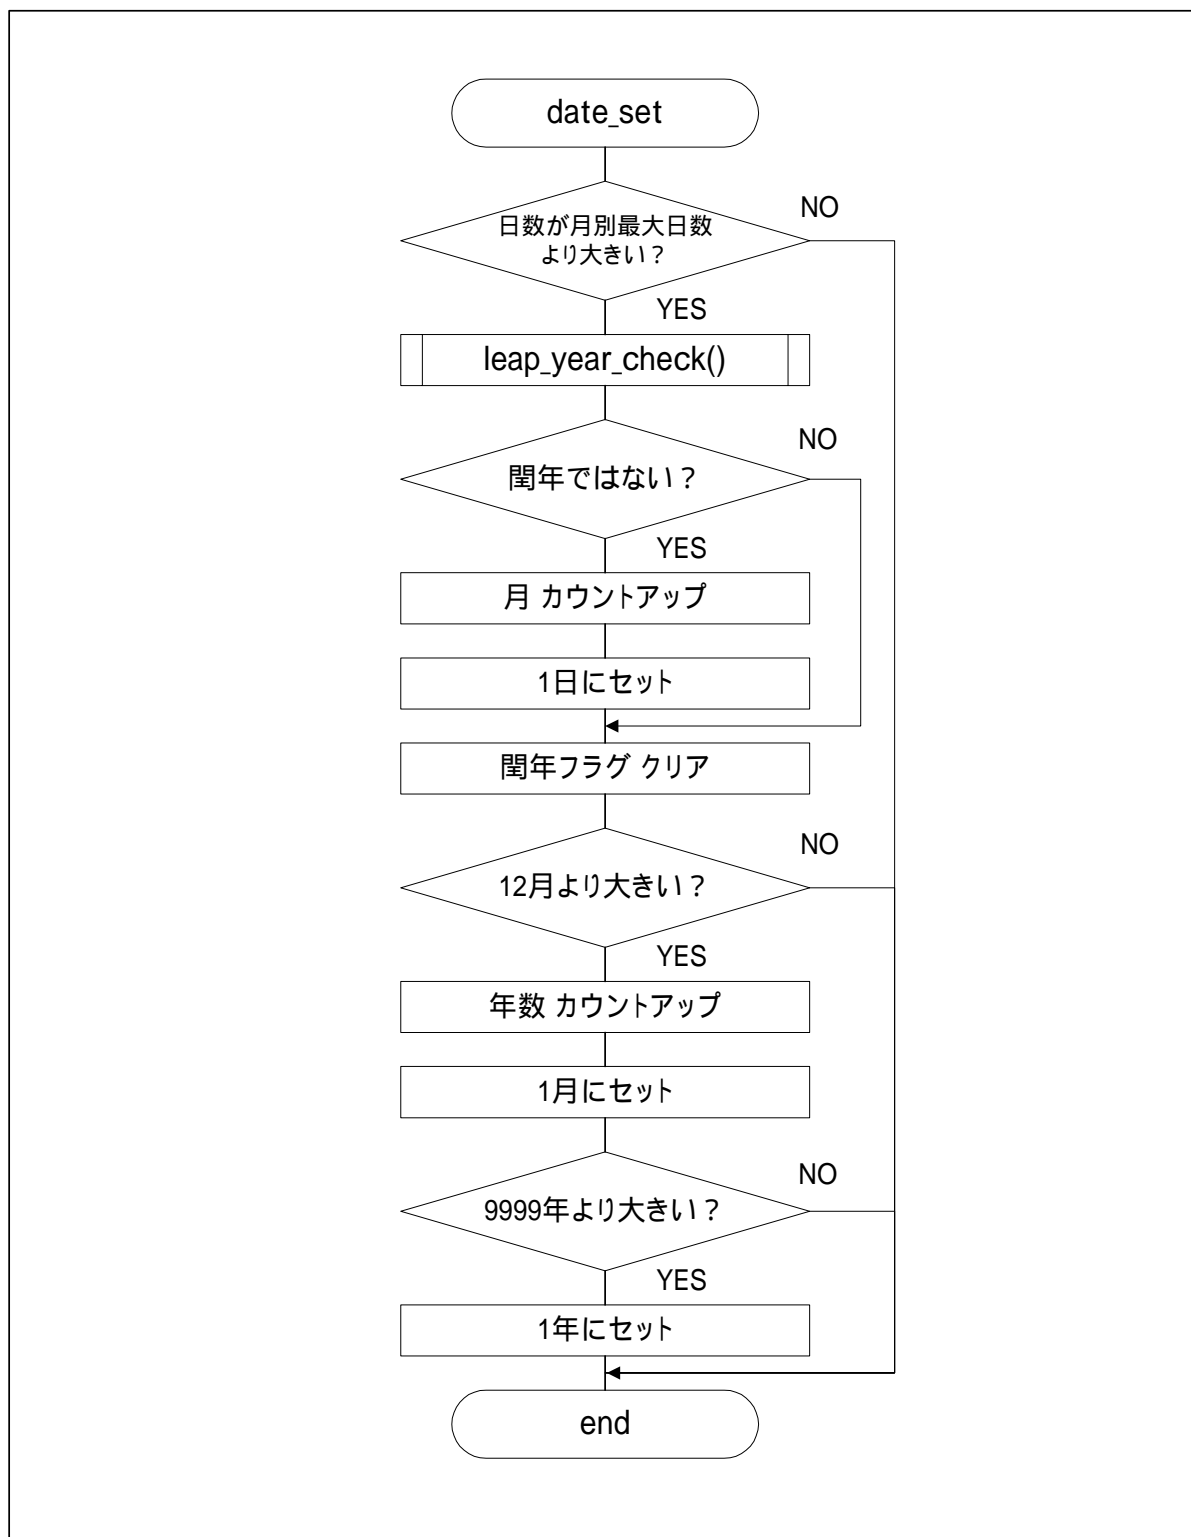 date_set
日数が月別最大日数
より大きい？
NO
YES
leap_year_check()
閏年ではない？
NO
YES
月 カウントアップ
1日にセット
閏年フラグ クリア
12月より大きい？
NO
YES
年数 カウントアップ
1月にセット
9999年より大きい？
NO
YES
1年にセット
end